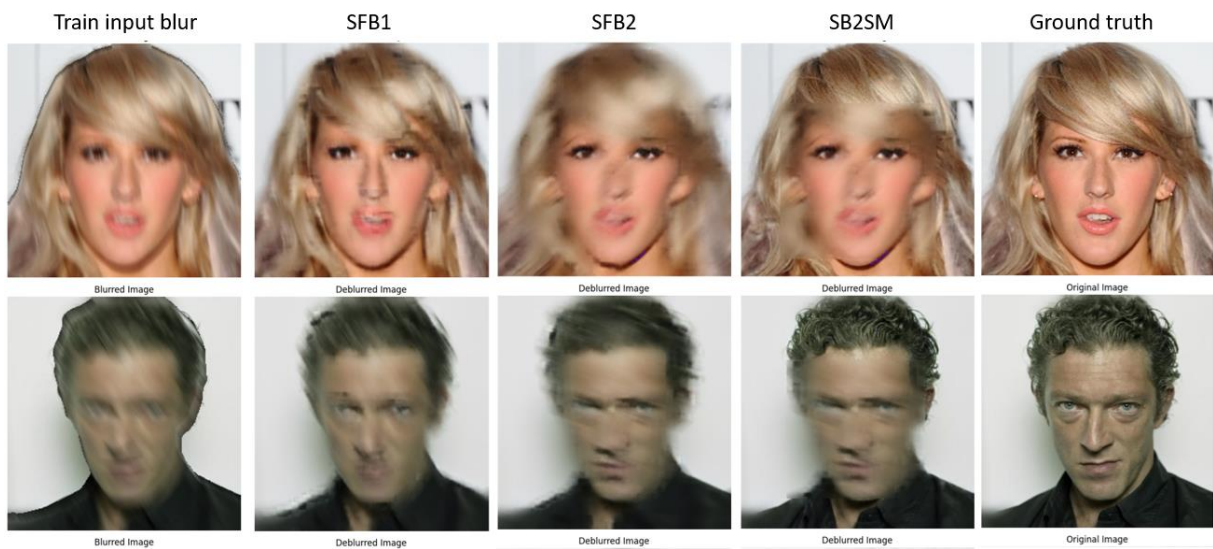 Train input blur
SFB1
SFB2
SB2SM
Ground truth
Blurred Image
Deblurred Image
Deblurred Image
Deblurred Image
Original Image
Blurred Image
Deblurred Image
Deblurred Image
Deblurred Image
Original Image